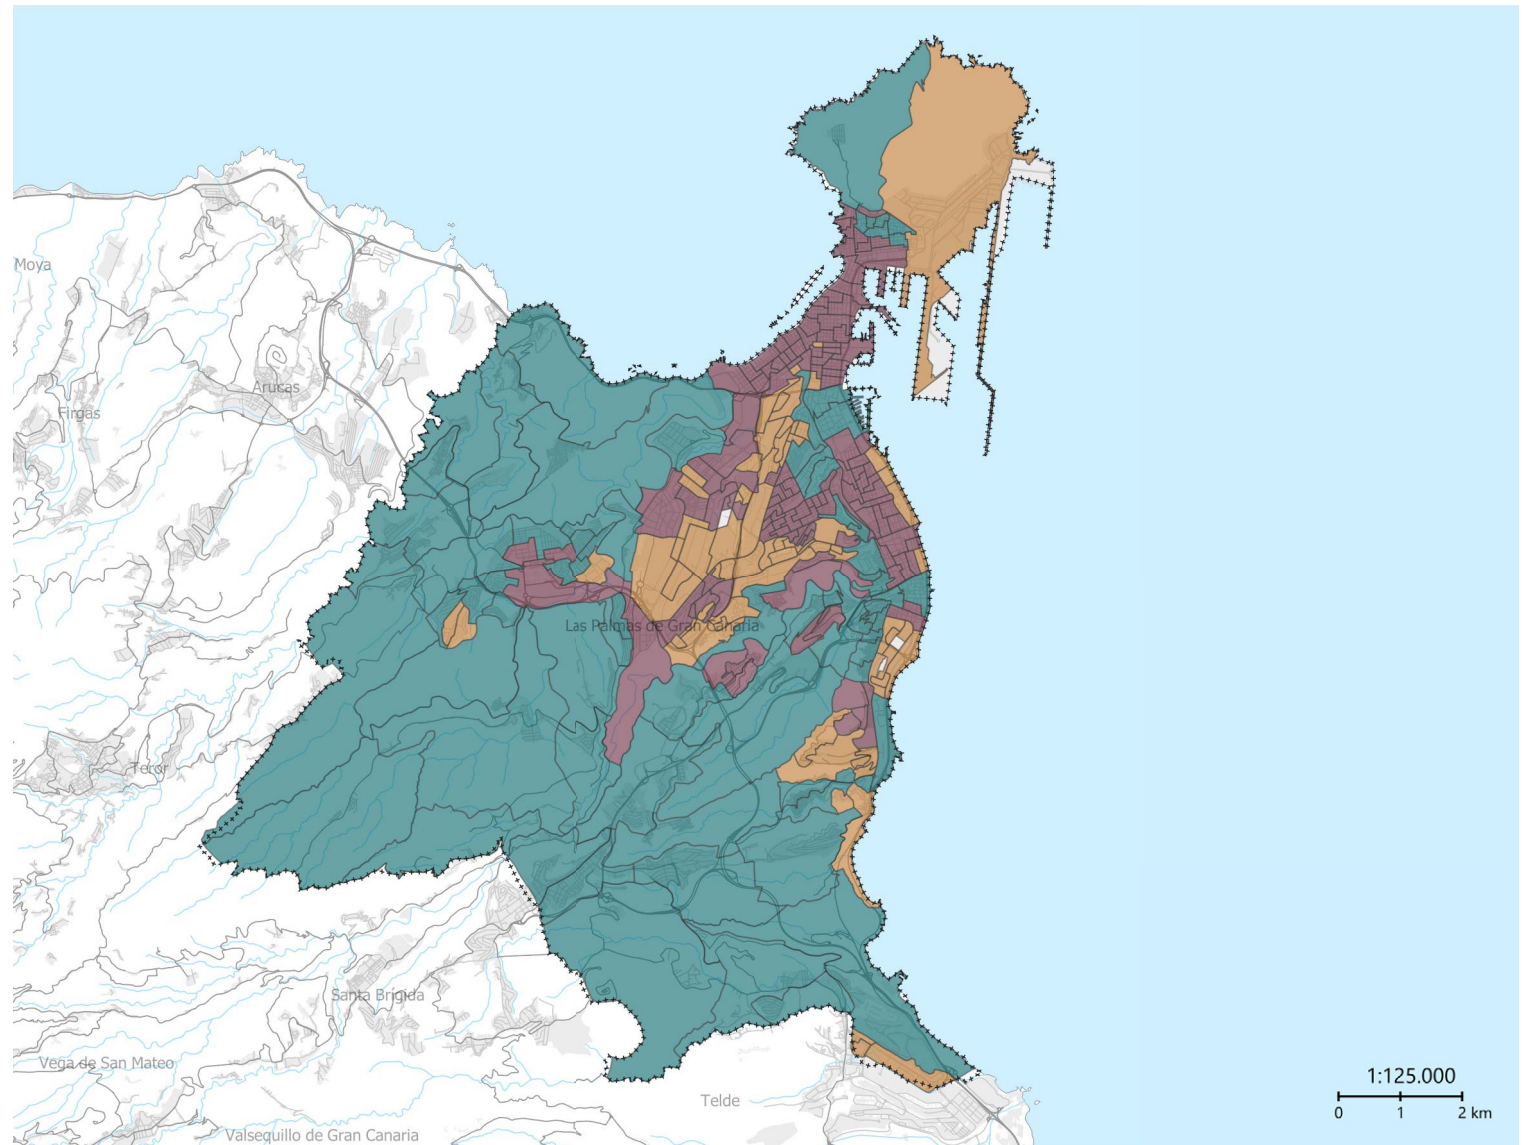 Moya
Arucas
Firgas
Las Palmas de Gran Canaria
Teror
Santa Brígida
Vega de San Mateo
Telde
Valsequillo de Gran Canaria
1:125.000
0 1 2 km